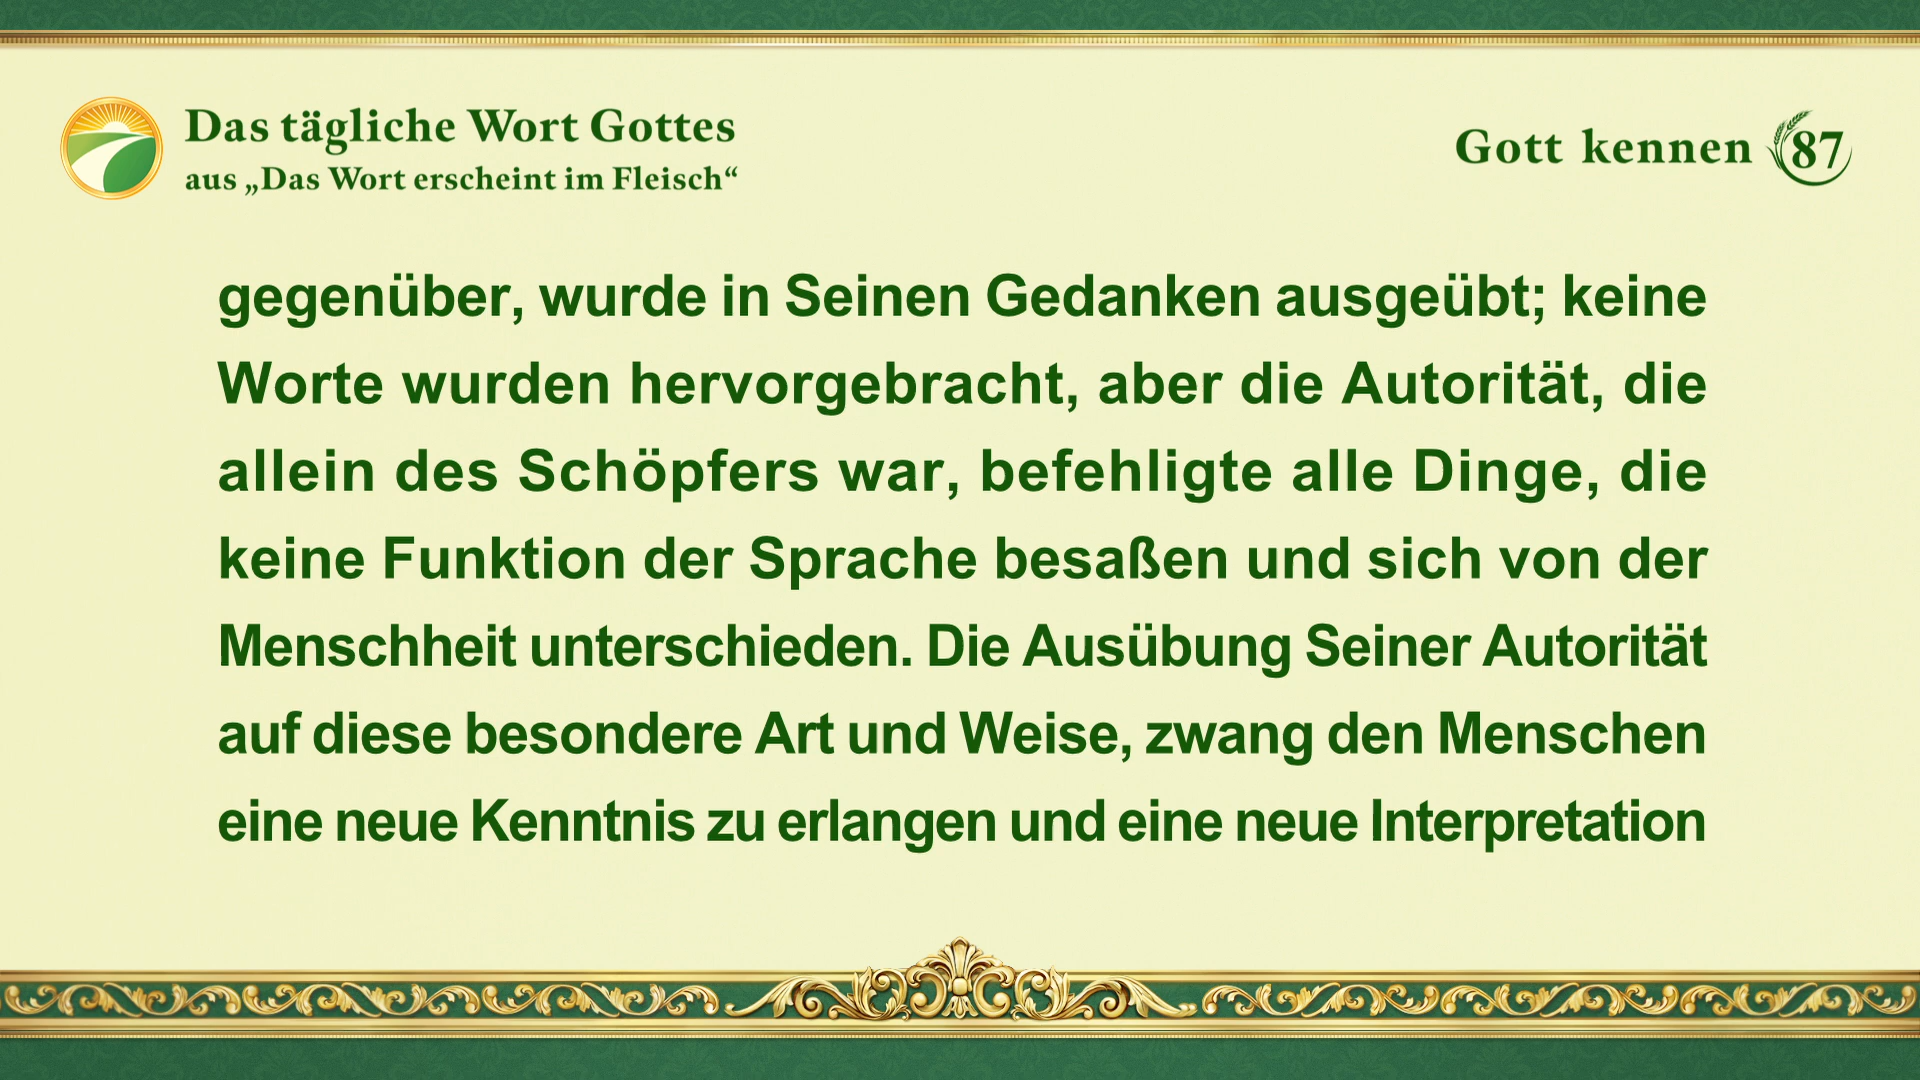 Das tägliche Wort Gottes
aus „Das Wort erscheint im Fleisch“
Gott kennen 87
gegenüber, wurde in Seinen Gedanken ausgeübt; keine
Worte wurden hervorgebracht, aber die Autorität, die
allein des Schöpfers war, befehligte alle Dinge, die
keine Funktion der Sprache besaßen und sich von der
Menschheit unterschieden. Die Ausübung Seiner Autorität
auf diese besondere Art und Weise, zwang den Menschen
eine neue Kenntnis zu erlangen und eine neue Interpretation